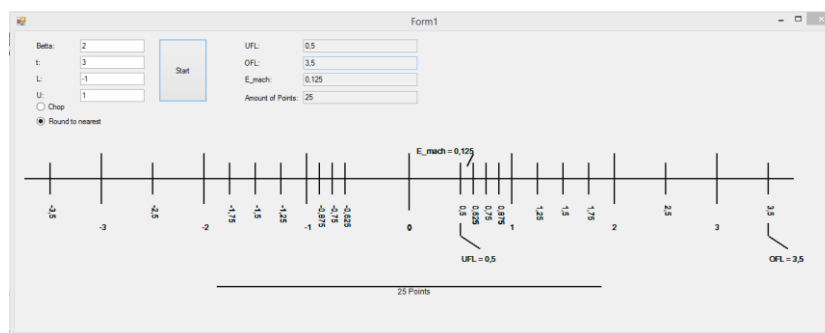 Form1
Betta: 2
t: 3
L: -1
U: 1
Chop
Round to nearest
Start
UFL: 0,5
OFL: 3,5
E_mach: 0,125
Amount of Points: 25
E_mach = 0,125
-3,5 -2,5 -1,75 -1,5 -1,25 -0,875 -0,75 -0,625 0,5 0,625 0,75 0,875 1,25 1,5 1,75 2,5 3,5
-3 -2 -1 0 1 2 3
UFL = 0,5 OFL = 3,5
25 Points